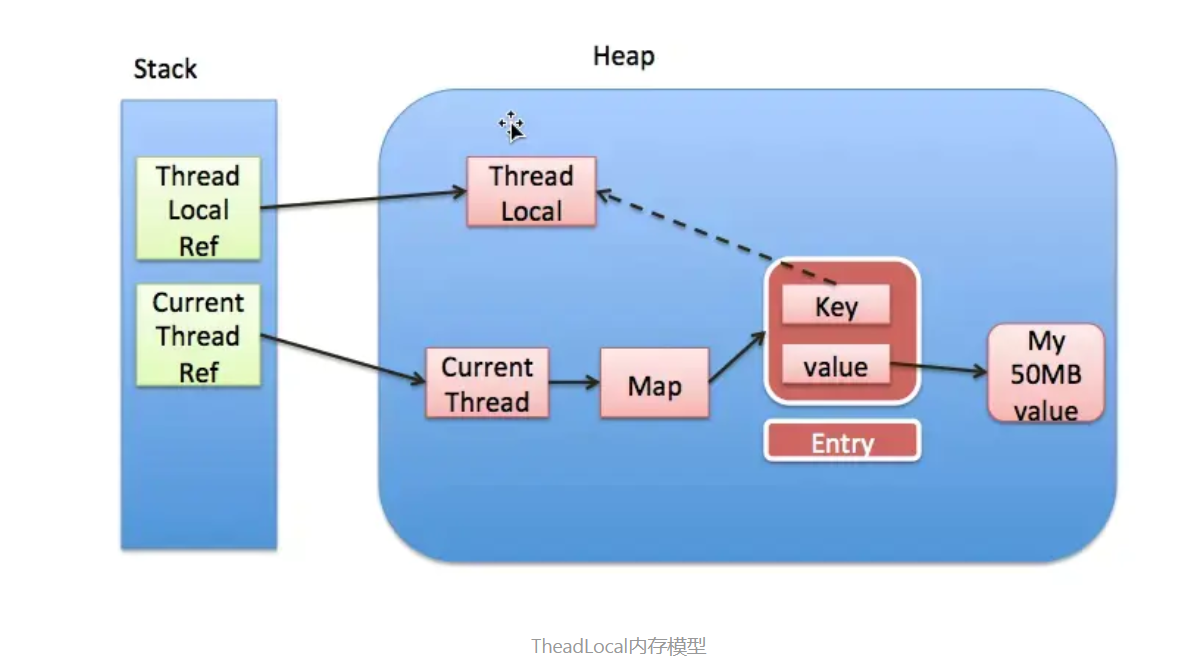 Stack
Heap
Thread
Local
Ref
Current
Thread
Ref
Thread
Local
Current
Thread
Map
Key
value
Entry
My
50MB
value
TheadLocal内存模型